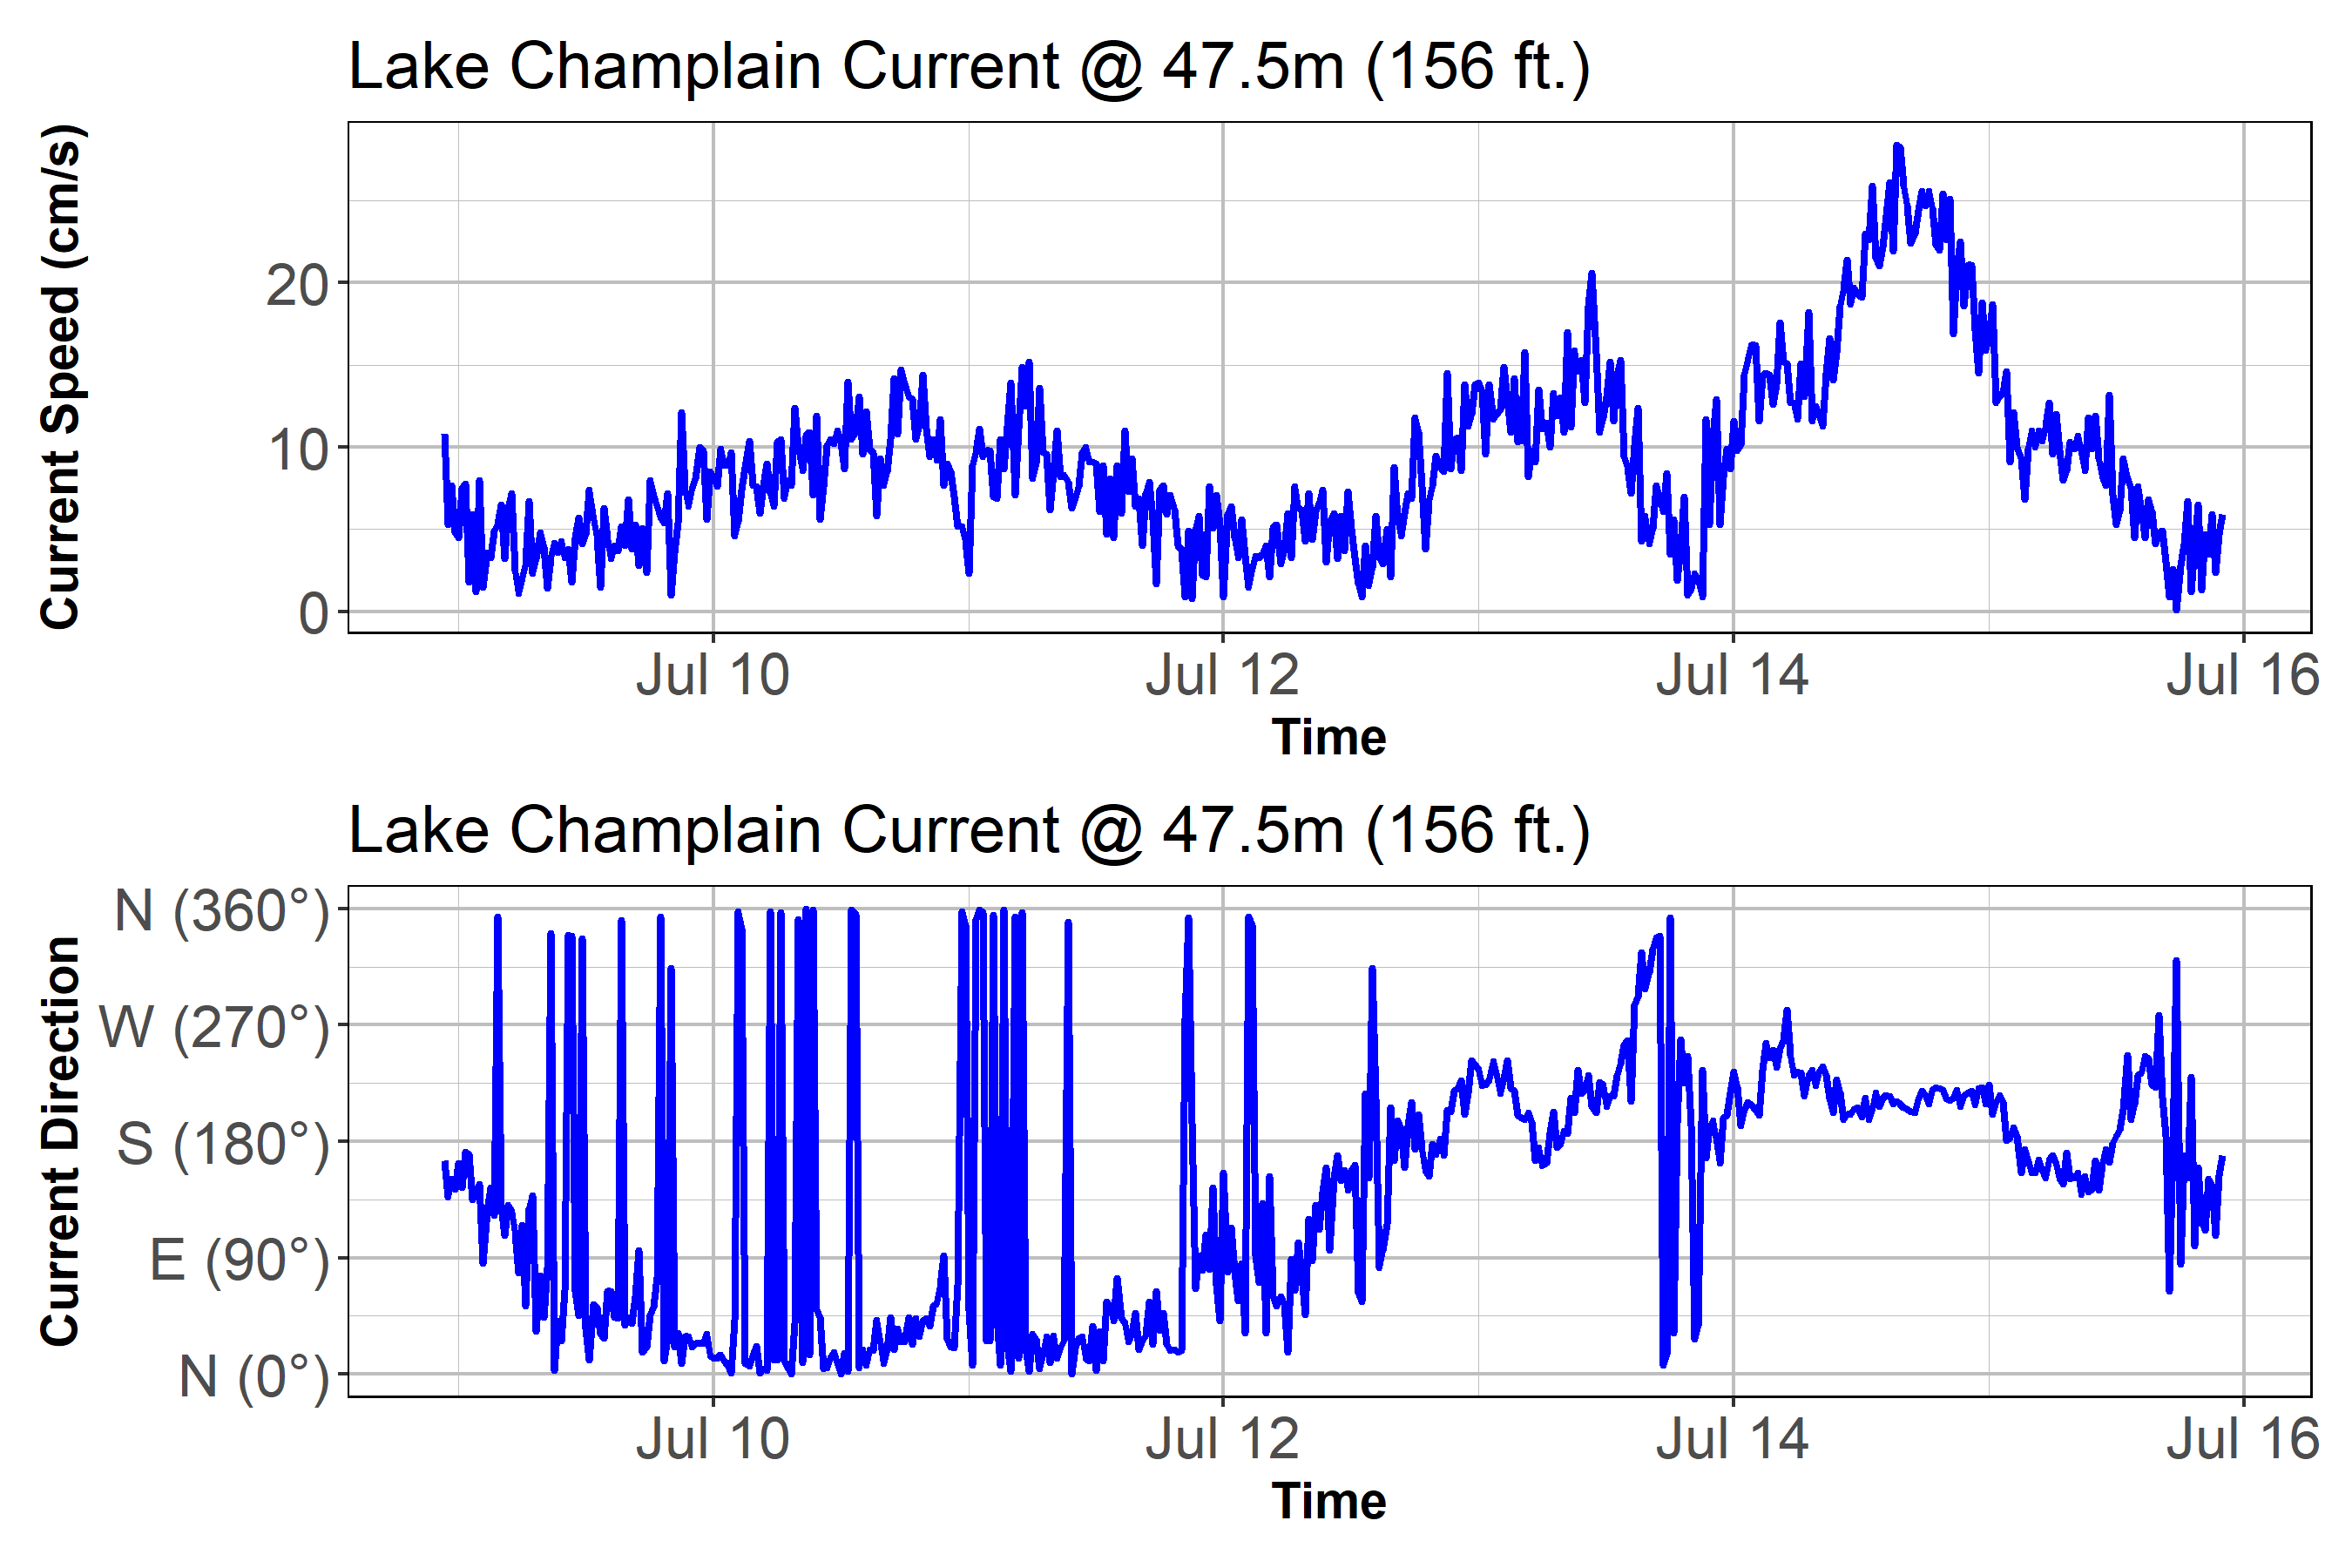 Lake Champlain Current @ 47.5m (156 ft.)
Current Speed (cm/s)
20
10
0
Jul 10 Jul 12 Jul 14 Jul 16
Time
Lake Champlain Current @ 47.5m (156 ft.)
Current Direction
N (360°)
W (270°)
S (180°)
E (90°)
N (0°)
Jul 10 Jul 12 Jul 14 Jul 16
Time